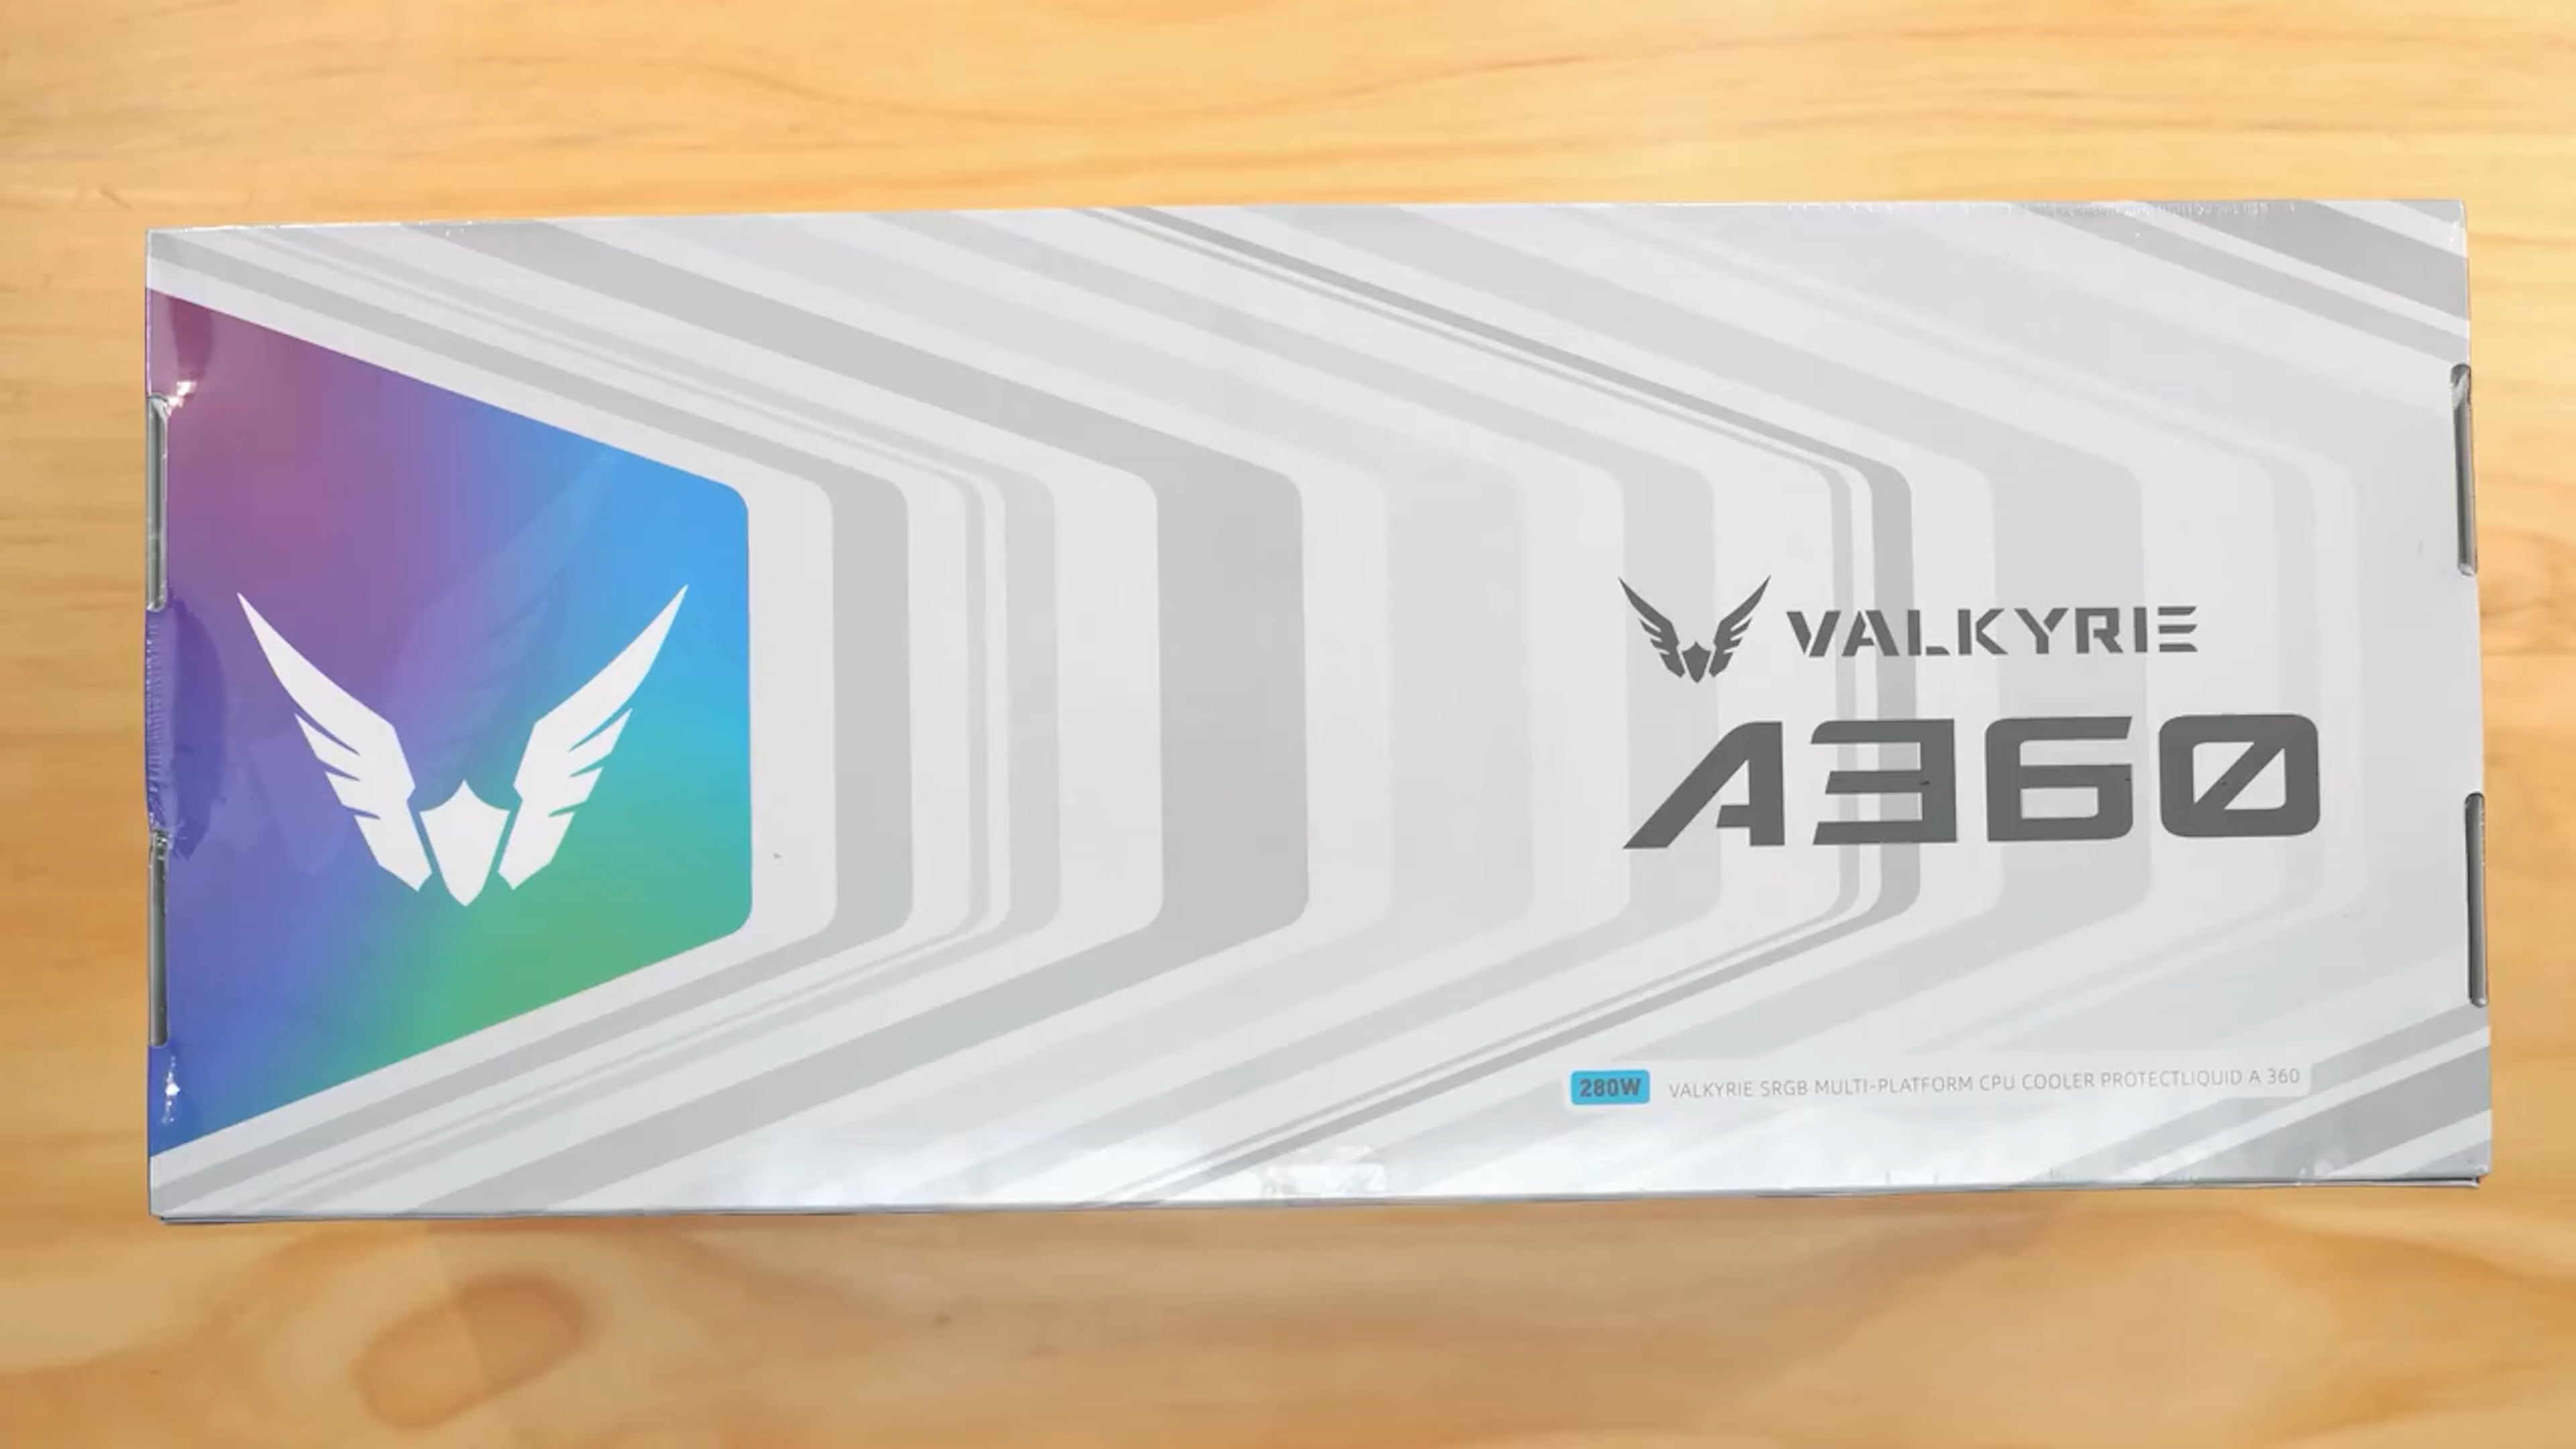 VALKYRIE
A360
280W VALKYRIE SRGB MULTI-PLATFORM CPU COOLER PROTECTLIQUID A 360